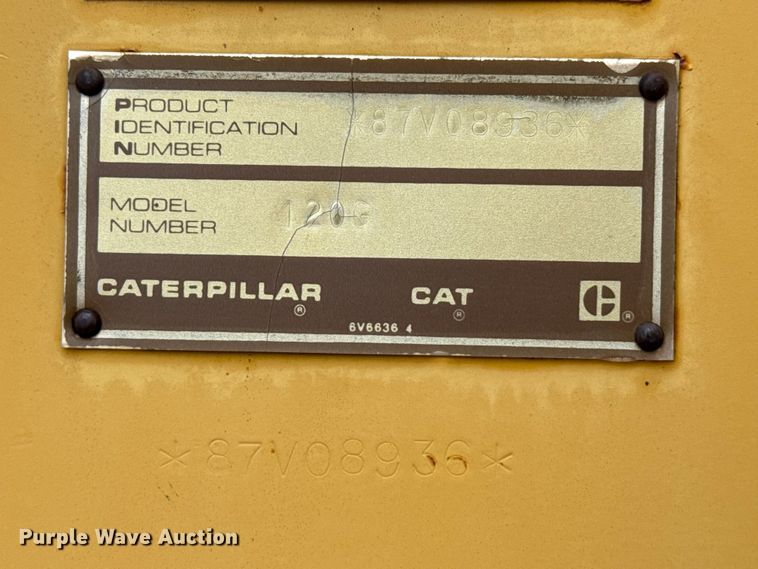 PRODUCT
IDENTIFICATION
NUMBER
*87V08936*
MODEL
NUMBER
120G
CATERPILLAR ®
CAT ®
C ®
6V6636 4
*87V08936*
Purple Wave Auction